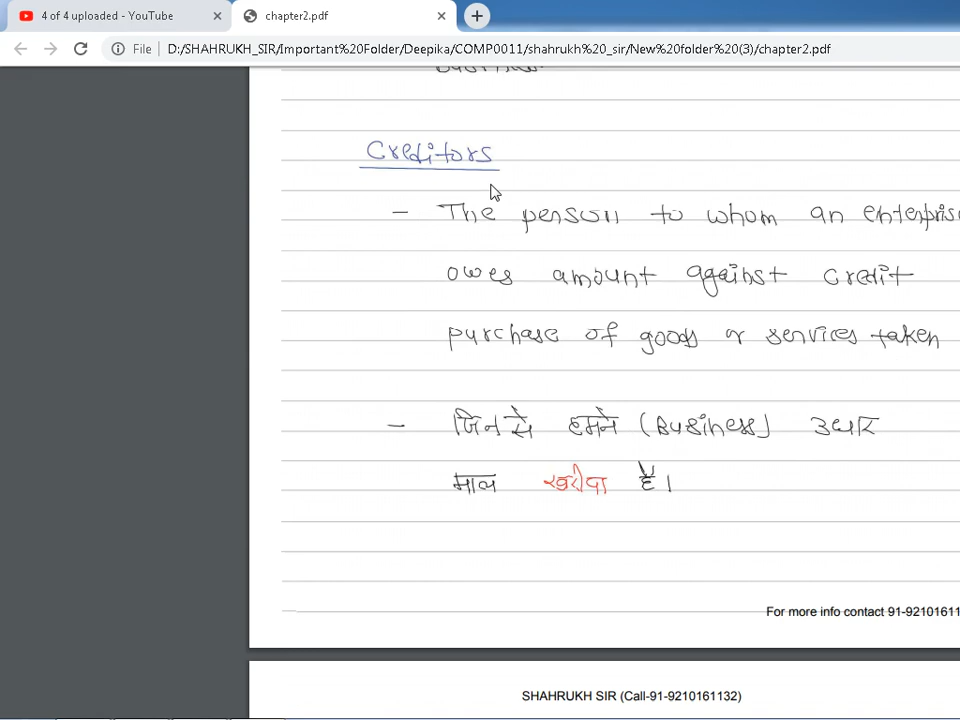 4 of 4 uploaded - YouTube
chapter2.pdf
File
D:/SHAHRUKH_SIR/Important%20Folder/Deepika/COMP0011/shahrukh%20_sir/New%20folder%20(3)/chapter2.pdf
Creditors
- The person to whom an enterpris
owes amount against credit
purchase of goods or services taken
- जिन से हमने (Business) उधार
माल खरीदा है।
For more info contact 91-9210161
SHAHRUKH SIR (Call-91-9210161132)